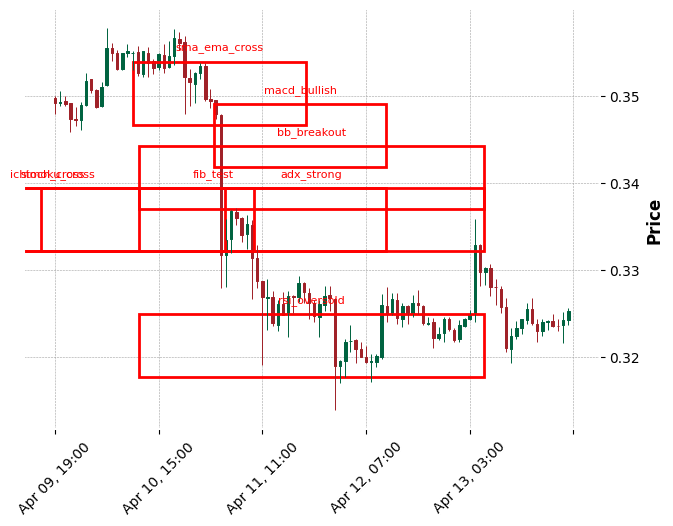 sma_ema_cross
macd_bullish
bb_breakout
fib_test
adx_strong
0.35
0.34
0.33
0.32
Price
Apr 09, 19:00
Apr 10, 15:00
Apr 11, 11:00
Apr 12, 07:00
Apr 13, 03:00